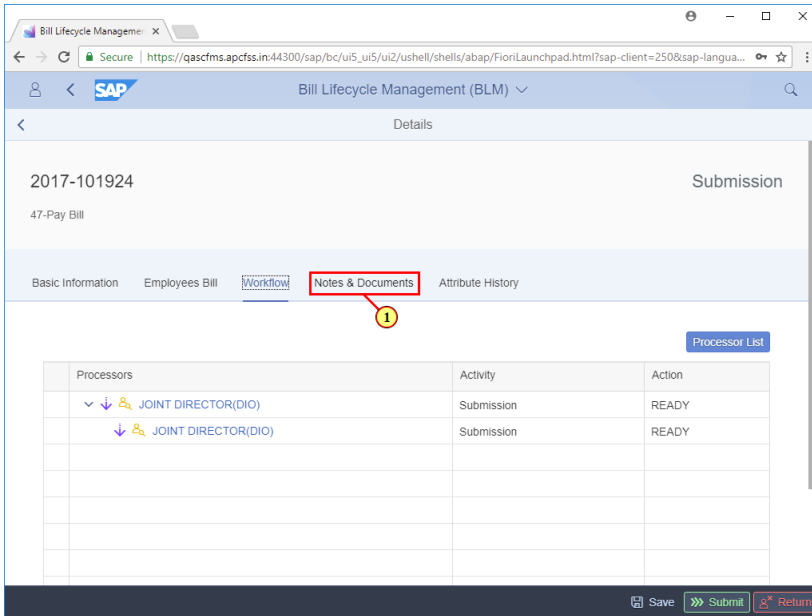 Bill Lifecycle Managemen
Secure | https://qascfms.apcfss.in:44300/sap/bc/ui5_ui5/ui2/ushell/shells/abap/FioriLaunchpad.html?sap-client=250&sap-langua...
SAP Bill Lifecycle Management (BLM)
Details
2017-101924 Submission
47-Pay Bill
Basic Information Employees Bill Workflow Notes & Documents Attribute History
1
Processor List
Processors Activity Action
JOINT DIRECTOR(DIO) Submission READY
JOINT DIRECTOR(DIO) Submission READY
Save Submit Return